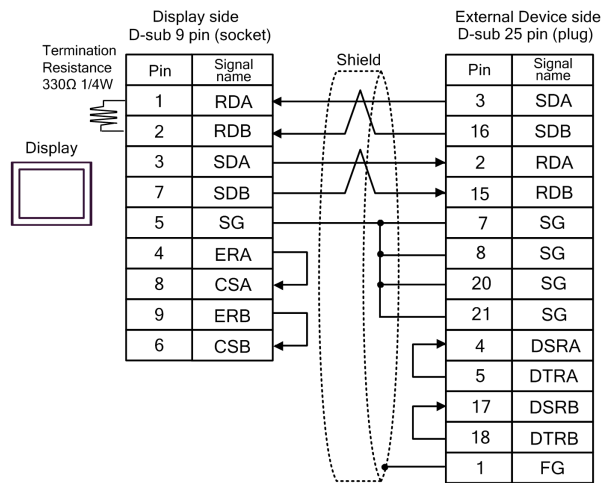 Display side
D-sub 9 pin (socket)
External Device side
D-sub 25 pin (plug)
Termination
Resistance
330Ω 1/4W
Display
Shield
Pin Signal name
1 RDA
2 RDB
3 SDA
7 SDB
5 SG
4 ERA
8 CSA
9 ERB
6 CSB
Pin Signal name
3 SDA
16 SDB
2 RDA
15 RDB
7 SG
8 SG
20 SG
21 SG
4 DSRA
5 DTRA
17 DSRB
18 DTRB
1 FG